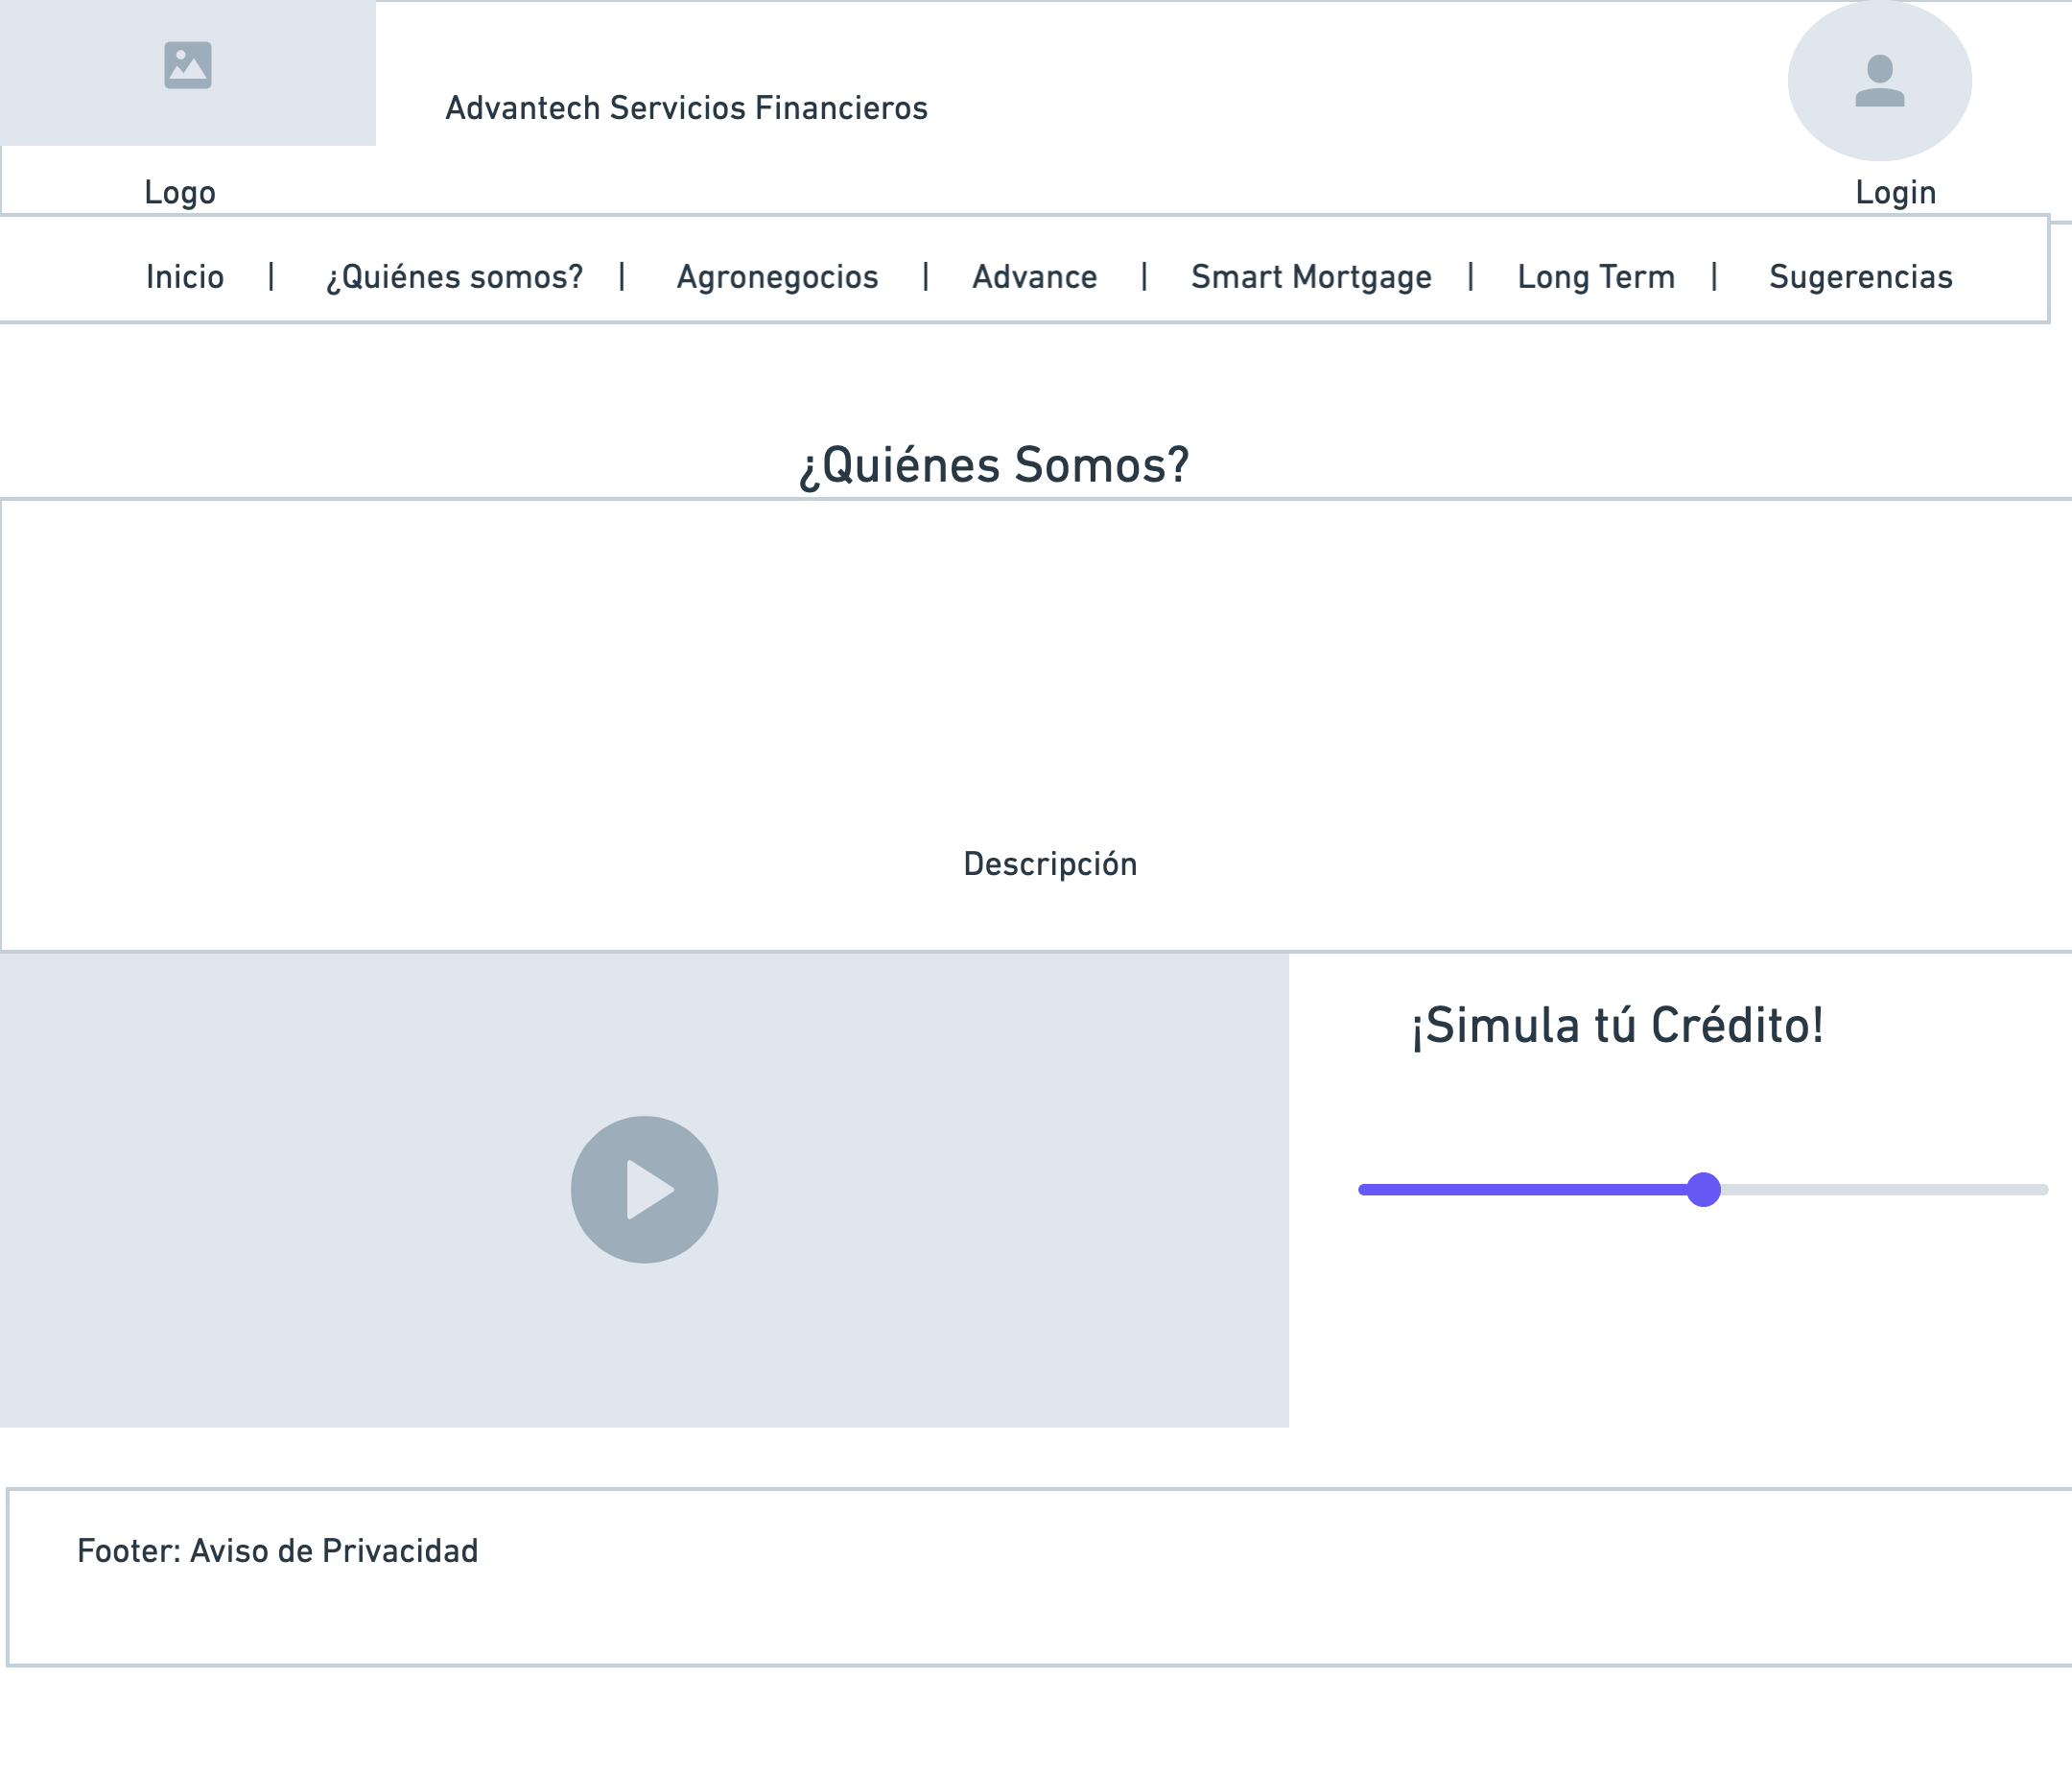 Advantech Servicios Financieros
Logo
Login
Inicio | ¿Quiénes somos? | Agronegocios | Advance | Smart Mortgage | Long Term | Sugerencias
¿Quiénes Somos?
Descripción
¡Simula tú Crédito!
Footer: Aviso de Privacidad